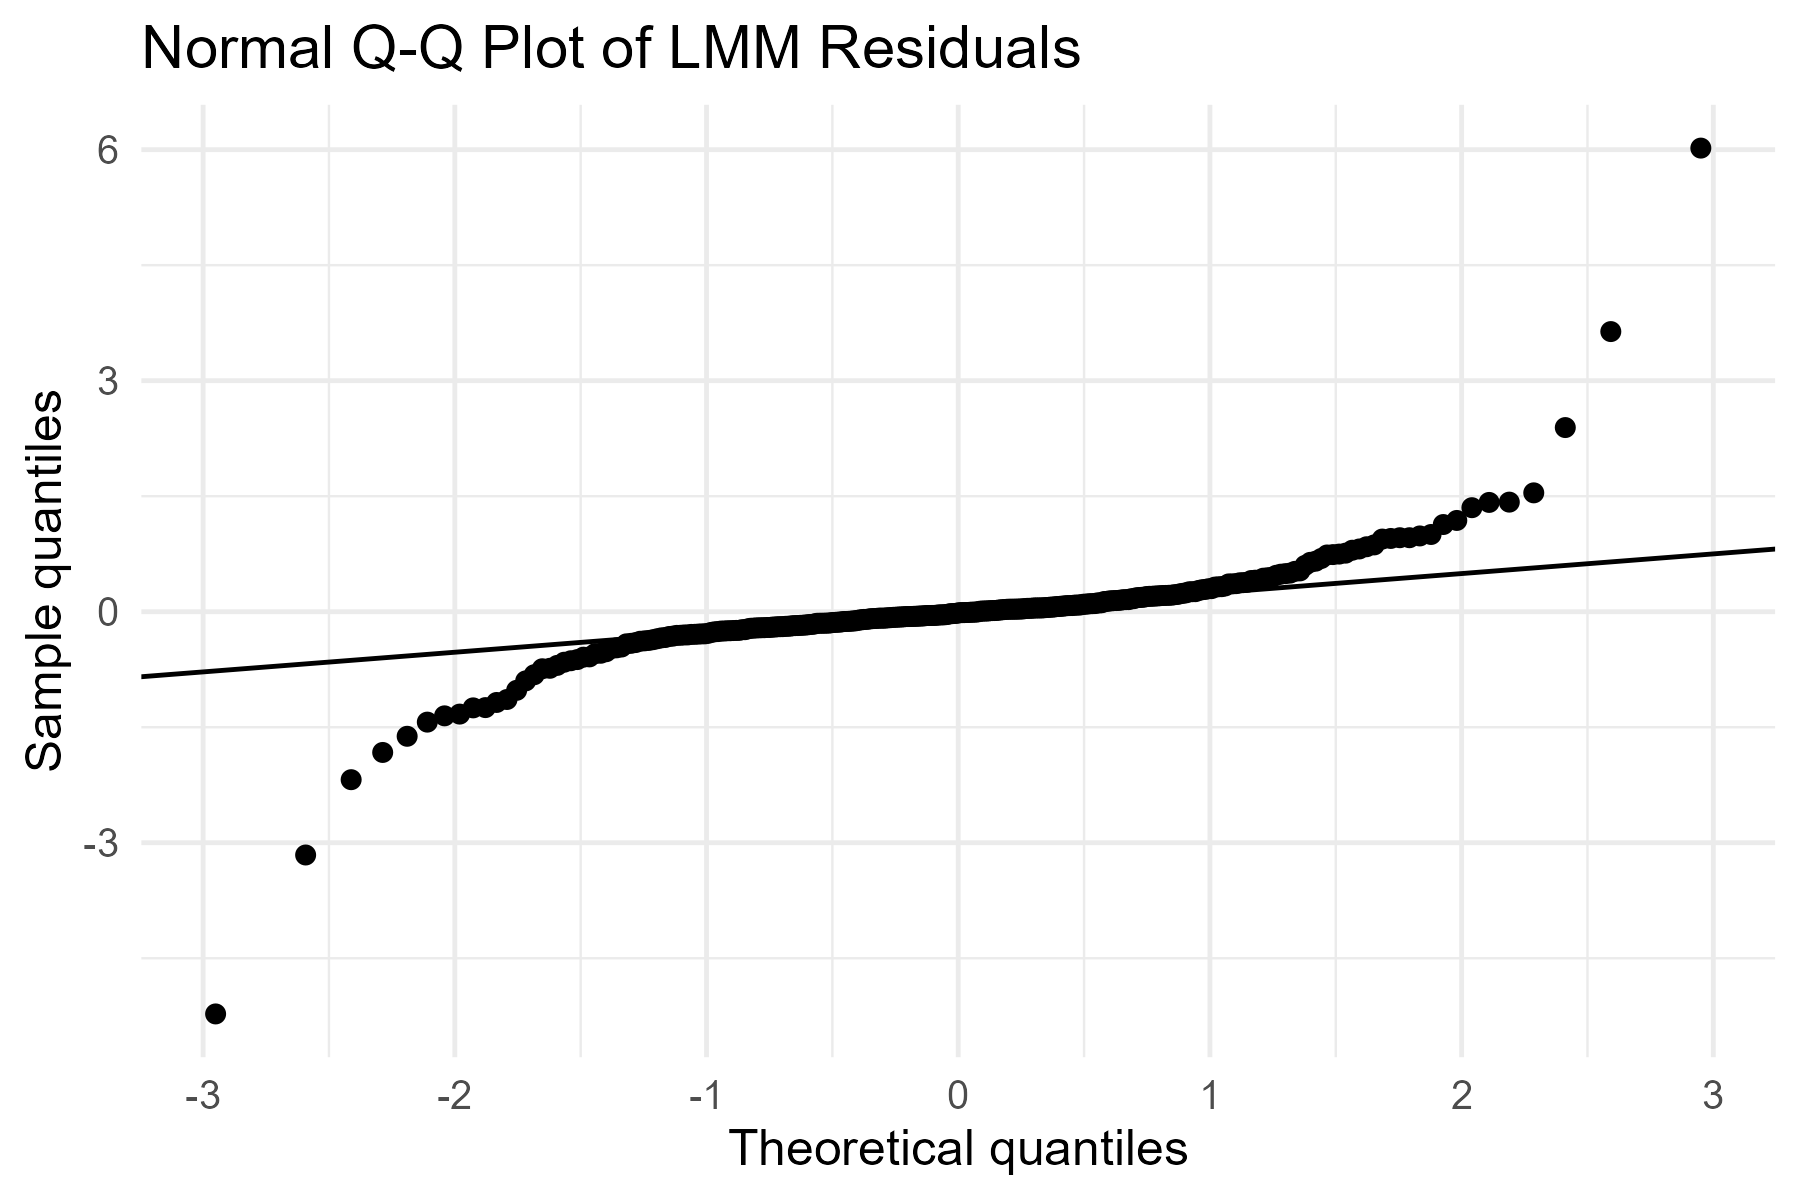 Normal Q-Q Plot of LMM Residuals
6
3
0
-3
Sample quantiles
-3 -2 -1 0 1 2 3
Theoretical quantiles